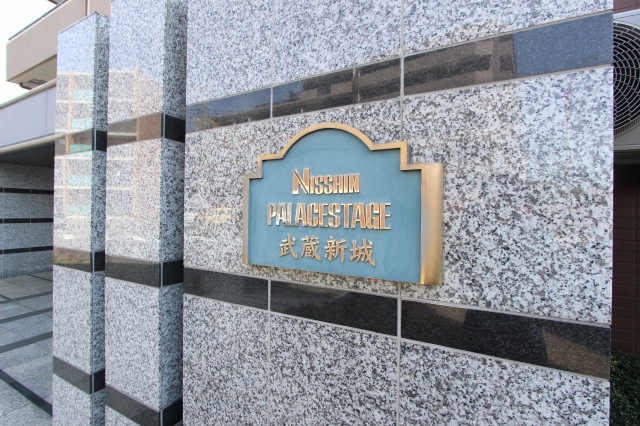 NISSHIN
PALACESTAGE
武蔵新城